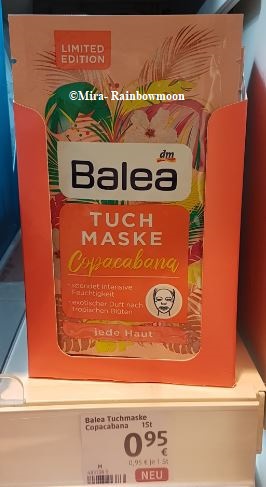 LIMITED
EDITION
©Mira- Rainbowmoon
dm
Balea
TUCH
MASKE
Copacabana
• spendet intensive
Feuchtigkeit
• exotischer Duft nach
tropischen Blüten
jede Haut
Balea Tuchmaske
Copacabana 1St
0,95
€
0,95 € je 1 St
M
NEU